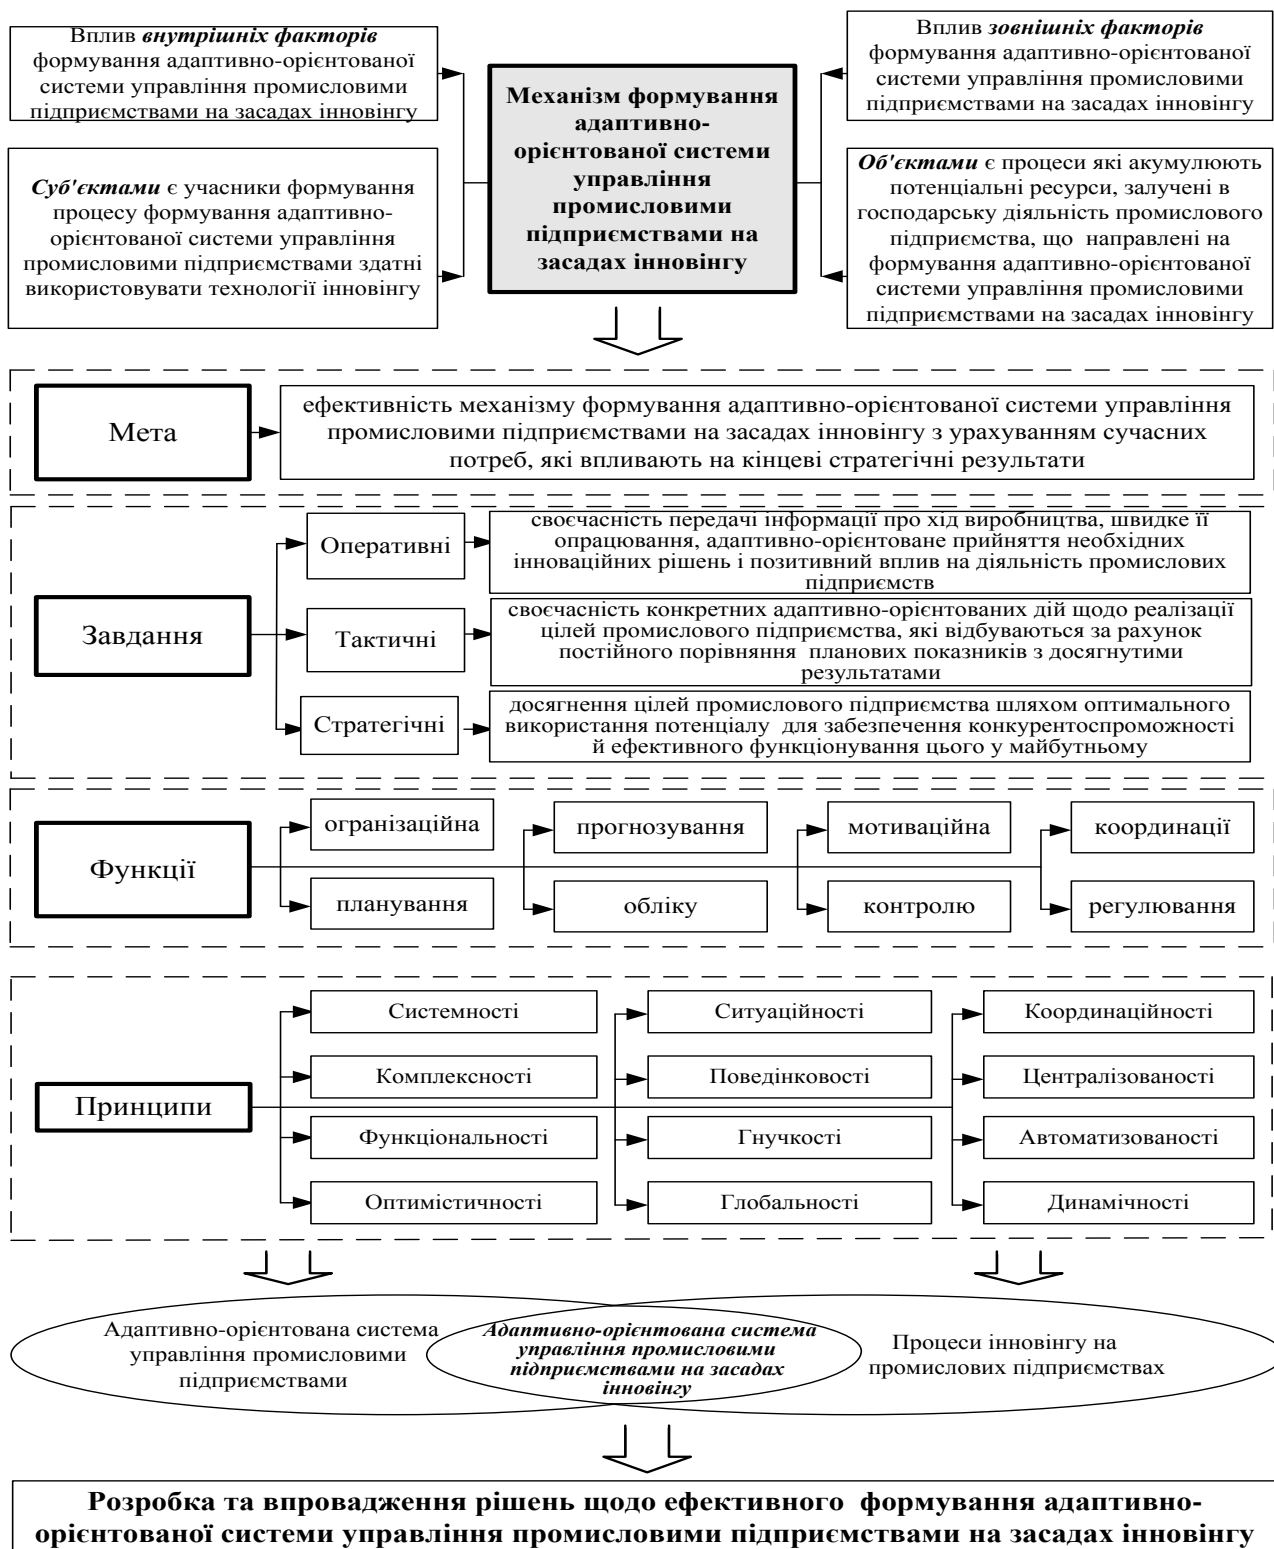 Вплив внутрішніх факторів
формування адаптивно-орієнтованої
системи управління промисловими
підприємствами на засадах інновінгу
Суб'єктами є учасники формування
процесу формування адаптивно-
орієнтованої системи управління
промисловими підприємствами здатні
використовувати технології інновінгу
Механізм формування
адаптивно-
орієнтованої системи
управління
промисловими
підприємствами на
засадах інновінгу
Вплив зовнішніх факторів
формування адаптивно-орієнтованої
системи управління промисловими
підприємствами на засадах інновінгу
Об'єктами є процеси які акумулюють
потенціальні ресурси, залучені в
господарську діяльність промислового
підприємства, що направлені на
формування адаптивно-орієнтованої
системи управління промисловими
підприємствами на засадах інновінгу
Мета
ефективність механізму формування адаптивно-орієнтованої системи управління
промисловими підприємствами на засадах інновінгу з урахуванням сучасних
потреб, які впливають на кінцеві стратегічні результати
Завдання
Оперативні
своєчасність передачі інформації про хід виробництва, швидке її
опрацювання, адаптивно-орієнтоване прийняття необхідних
інноваційних рішень і позитивний вплив на діяльність промислових
підприємств
Тактичні
своєчасність конкретних адаптивно-орієнтованих дій щодо реалізації
цілей промислового підприємства, які відбуваються за рахунок
постійного порівняння планових показників з досягнутими
результатами
Стратегічні
досягнення цілей промислового підприємства шляхом оптимального
використання потенціалу для забезпечення конкурентоспроможності
й ефективного функціонування цього у майбутньому
Функції
огранізаційна
прогнозування
мотиваційна
координації
планування
обліку
контролю
регулювання
Принципи
Системності
Ситуаційності
Координаційності
Комплексності
Поведінковості
Централізованості
Функціональності
Гнучкості
Автоматизованості
Оптимістичності
Глобальності
Динамічності
Адаптивно-орієнтована система
управління промисловими
підприємствами
Адаптивно-орієнтована система
управління промисловими
підприємствами на засадах
інновінгу
Процеси інновінгу на
промислових підприємствах
Розробка та впровадження рішень щодо ефективного формування адаптивно-
орієнтованої системи управління промисловими підприємствами на засадах інновінгу